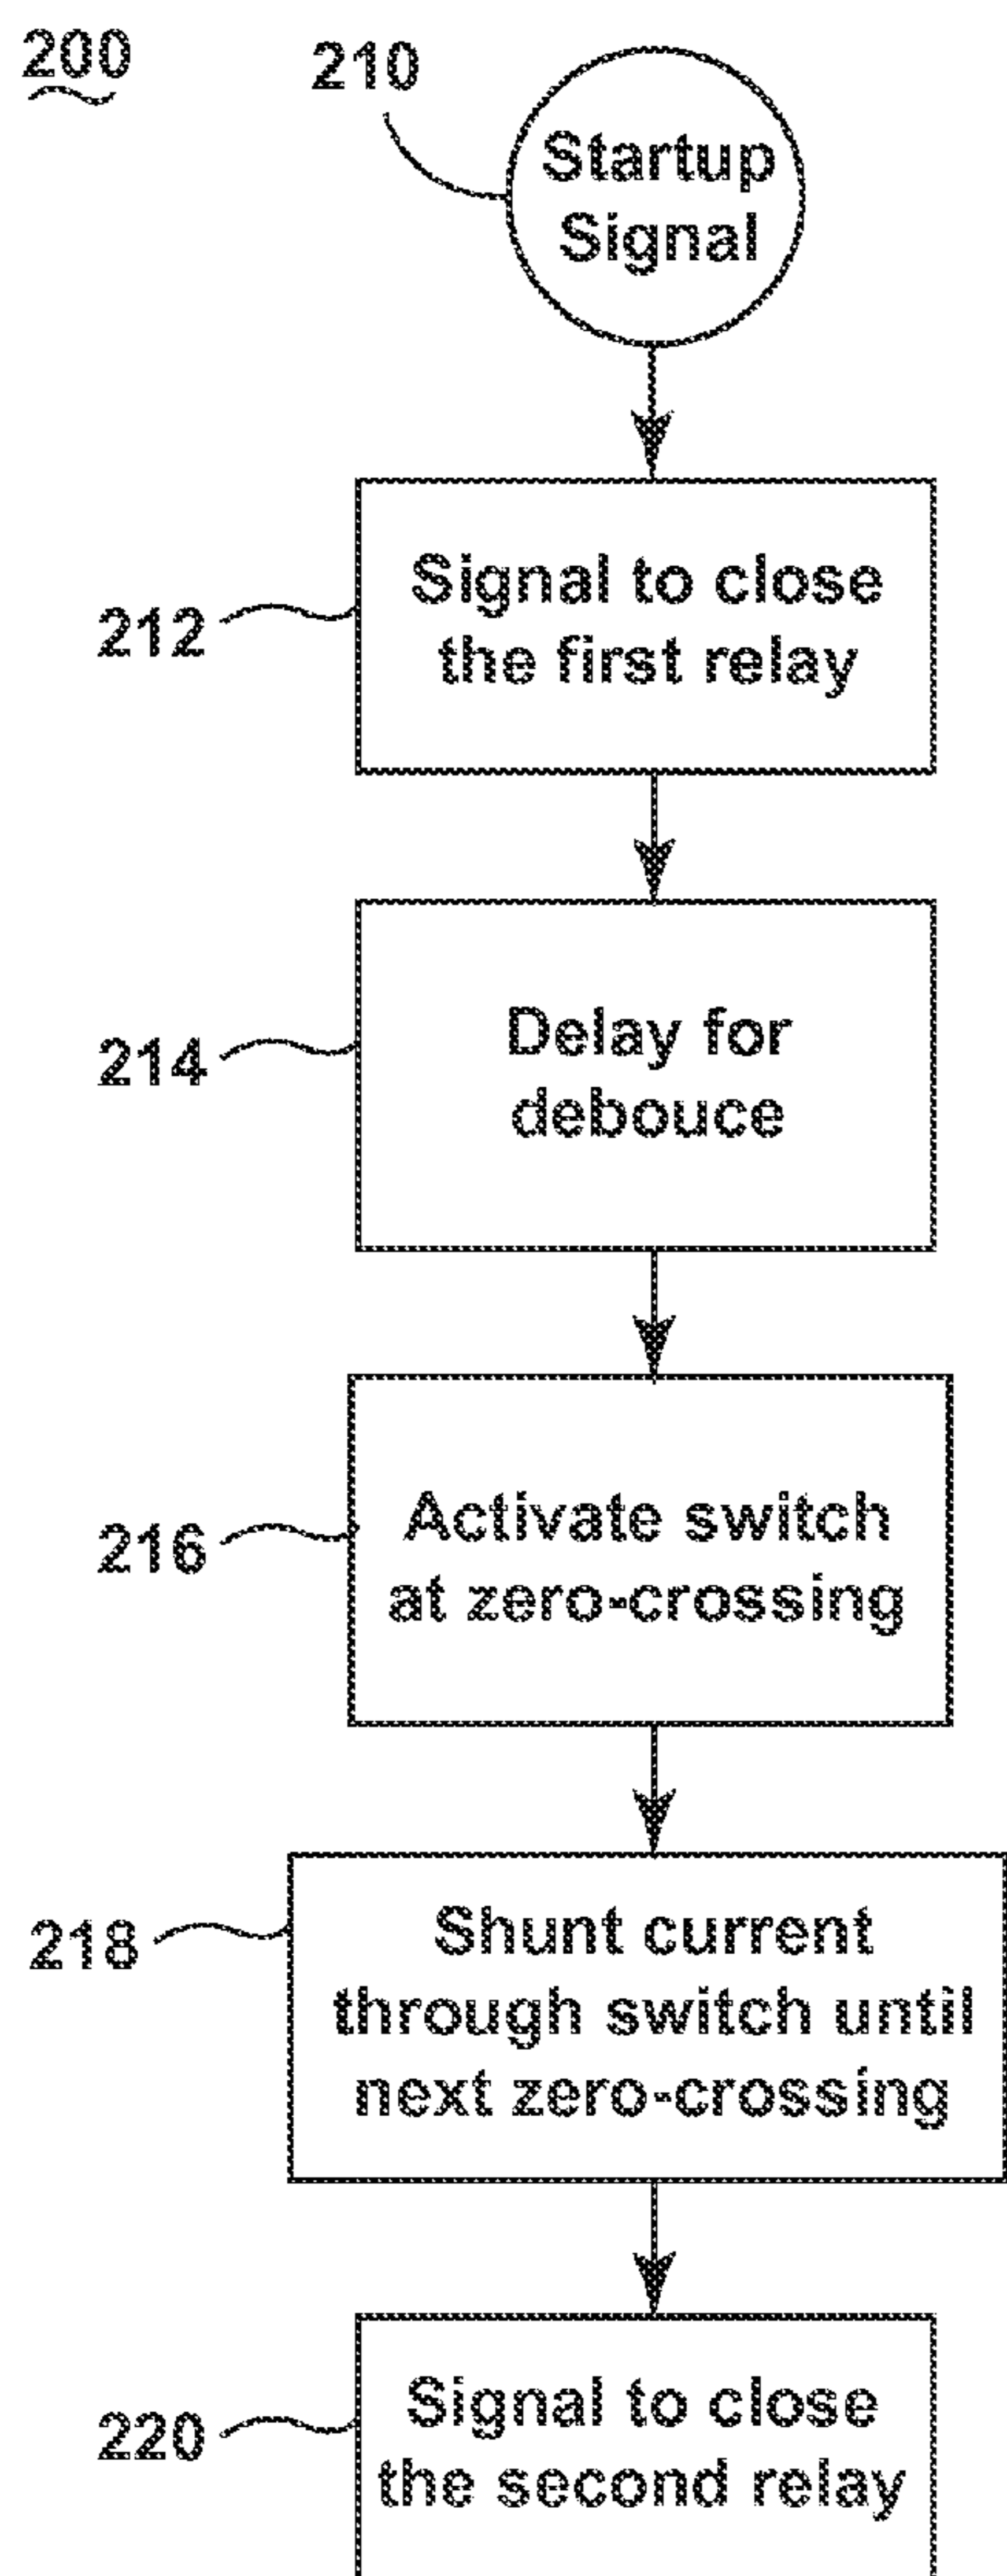 200
210
Startup
Signal
212
Signal to close
the first relay
214
Delay for
debouce
216
Activate switch
at zero-crossing
218
Shunt current
through switch until
next zero-crossing
220
Signal to close
the second relay